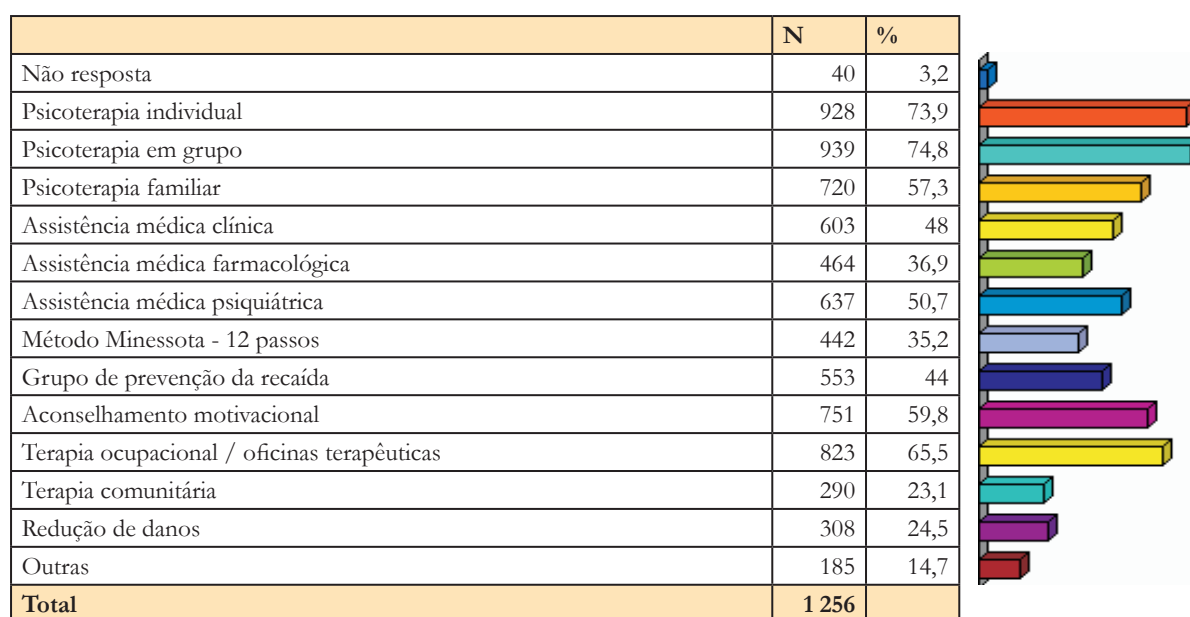 N %
Não resposta 40 3,2
Psicoterapia individual 928 73,9
Psicoterapia em grupo 939 74,8
Psicoterapia familiar 720 57,3
Assistência médica clínica 603 48
Assistência médica farmacológica 464 36,9
Assistência médica psiquiátrica 637 50,7
Método Minessota - 12 passos 442 35,2
Grupo de prevenção da recaída 553 44
Aconselhamento motivacional 751 59,8
Terapia ocupacional / oficinas terapêuticas 823 65,5
Terapia comunitária 290 23,1
Redução de danos 308 24,5
Outras 185 14,7
Total 1 256